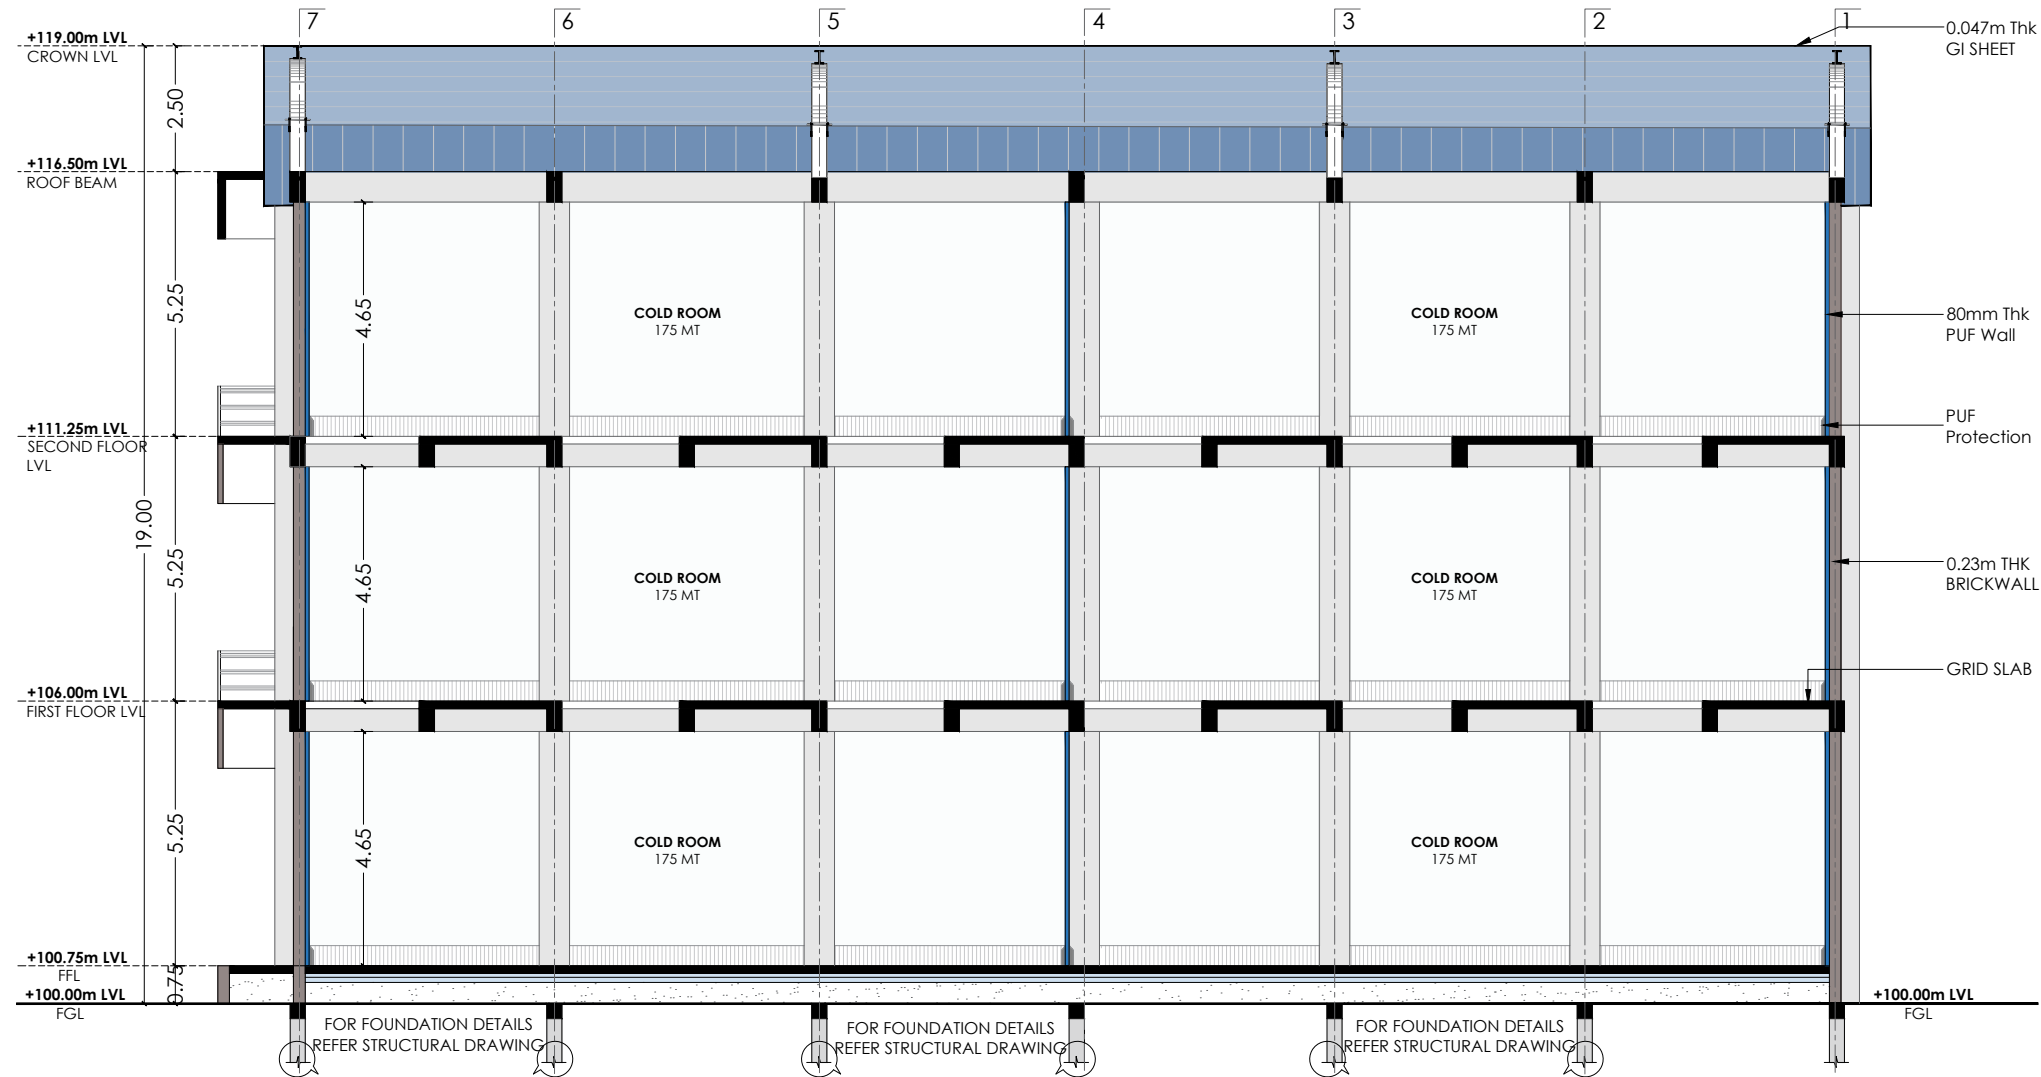 7
6
5
4
3
2
1
+119.00m LVL
CROWN LVL
0.047m Thk
GI SHEET
2.50
+116.50m LVL
ROOF BEAM
5.25
4.65
COLD ROOM
175 MT
COLD ROOM
175 MT
80mm Thk
PUF Wall
PUF
Protection
+111.25m LVL
SECOND FLOOR
LVL
19.00
5.25
4.65
COLD ROOM
175 MT
COLD ROOM
175 MT
0.23m THK
BRICKWALL
GRID SLAB
+106.00m LVL
FIRST FLOOR LVL
5.25
4.65
COLD ROOM
175 MT
COLD ROOM
175 MT
+100.75m LVL
FFL
0.75
+100.00m LVL
FGL
+100.00m LVL
FGL
FOR FOUNDATION DETAILS
REFER STRUCTURAL DRAWING
FOR FOUNDATION DETAILS
REFER STRUCTURAL DRAWING
FOR FOUNDATION DETAILS
REFER STRUCTURAL DRAWING